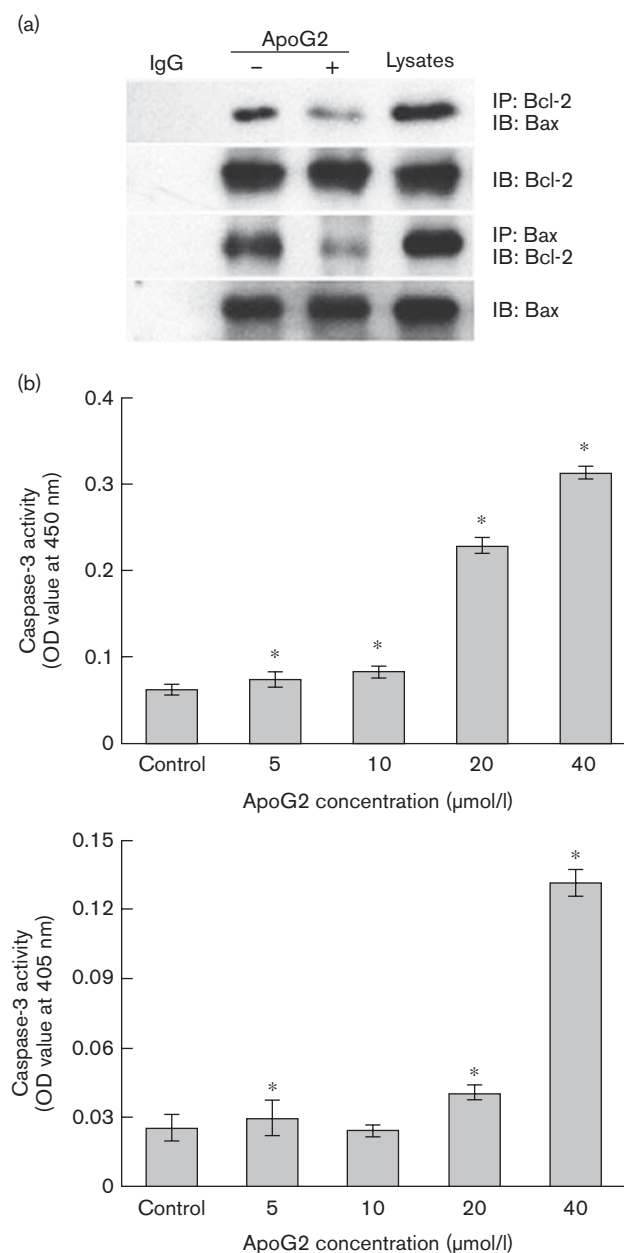 (a)
ApoG2
IgG – + Lysates
IP: Bcl-2
IB: Bax
IB: Bcl-2
IP: Bax
IB: Bcl-2
IB: Bax
(b)
Caspase-3 activity
(OD value at 450 nm)
0.4
0.3
0.2
0.1
0
* * * *
Control 5 10 20 40
ApoG2 concentration (µmol/l)
Caspase-3 activity
(OD value at 405 nm)
0.15
0.12
0.09
0.06
0.03
0
* * *
Control 5 10 20 40
ApoG2 concentration (µmol/l)